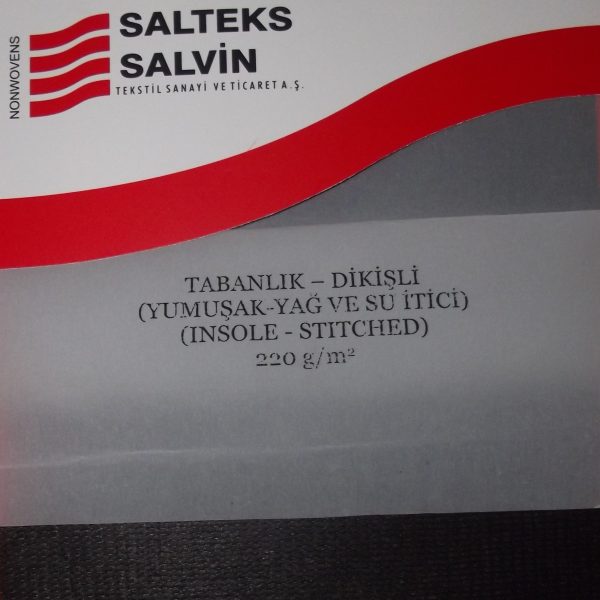 NONWOVENS
SALTEKS
SALVİN
TEKSTİL SANAYİ VE TİCARET A.Ş.
TABANLIK – DİKİŞLİ
(YUMUŞAK-YAĞ VE SU İTİCİ)
(INSOLE - STITCHED)
220 g/m²